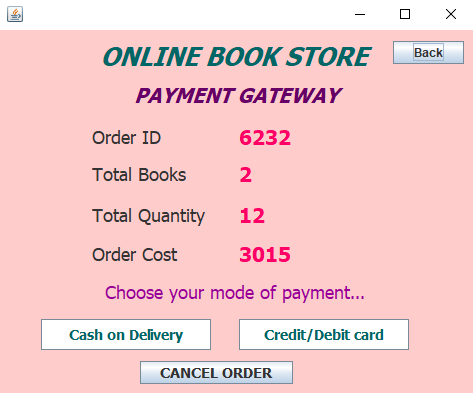 ONLINE BOOK STORE
Back
PAYMENT GATEWAY
Order ID 6232
Total Books 2
Total Quantity 12
Order Cost 3015
Choose your mode of payment...
Cash on Delivery Credit/Debit card
CANCEL ORDER